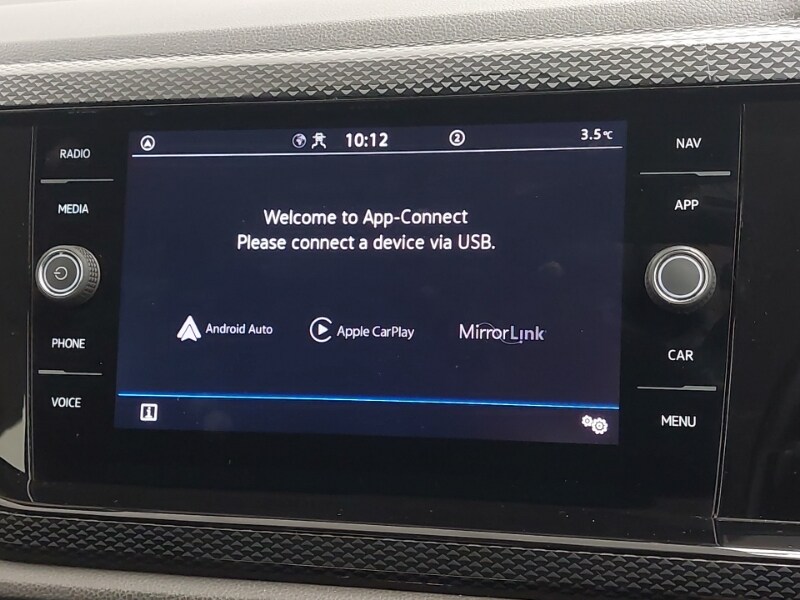 RADIO
MEDIA
PHONE
VOICE
10:12
2
3.5°C
Welcome to App-Connect
Please connect a device via USB.
Android Auto
Apple CarPlay
MirrorLink
i
NAV
APP
CAR
MENU